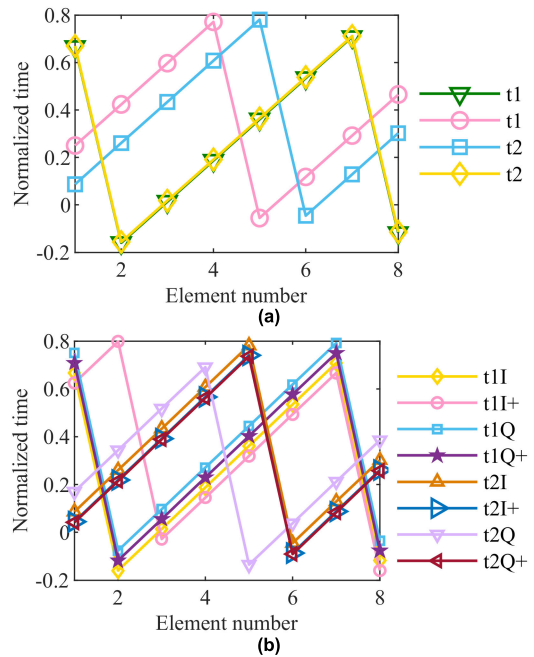 0.8
0.6
0.4
0.2
0
-0.2
Normalized time
2
4
6
8
Element number
t1
t1
t2
t2
(a)
0.8
0.6
0.4
0.2
0
-0.2
Normalized time
2
4
6
8
Element number
t1I
t1I+
t1Q
t1Q+
t2I
t2I+
t2Q
t2Q+
(b)